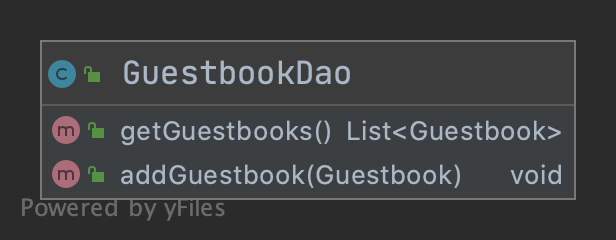 C GuestbookDao
m getGuestbooks() List<Guestbook>
m addGuestbook(Guestbook) void
Powered by yFiles